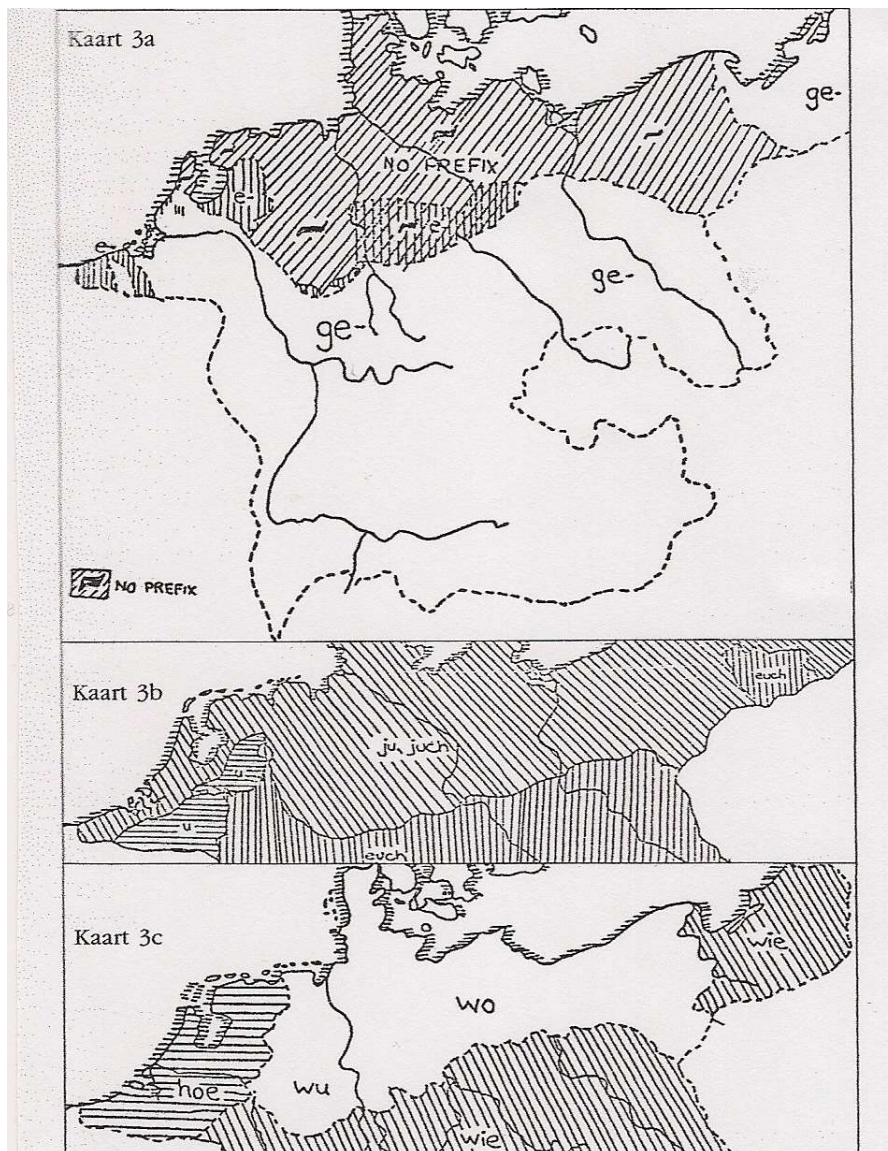 Kaart 3a
ge-
NO PREFIX
e-
e-
e-
ge-
ge-
NO PREFIX
Kaart 3b
euch
ju, juch
u
u
euch
Kaart 3c
wie
wo
hoe
wu
wie